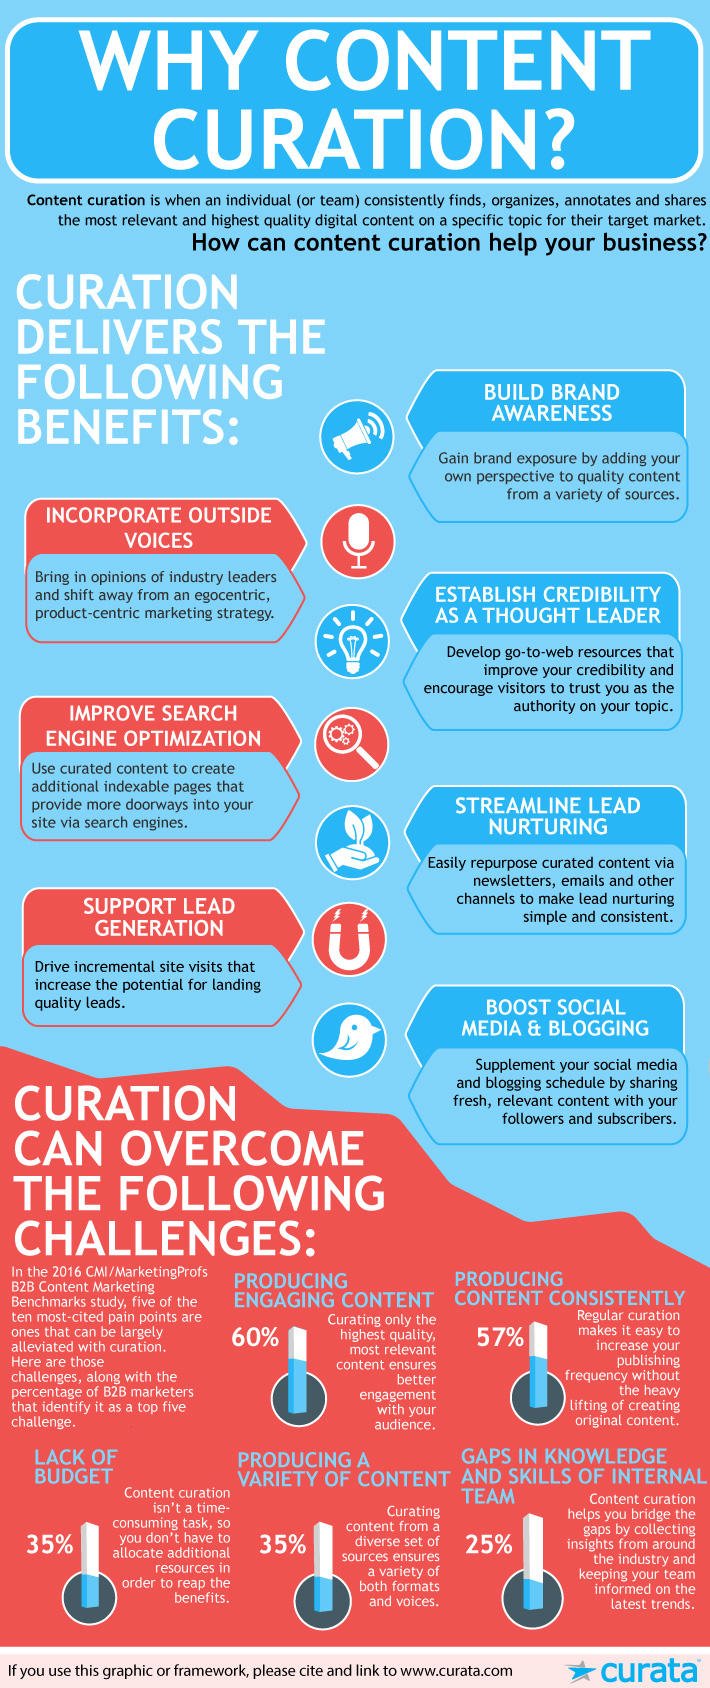 WHY CONTENT
CURATION?
Content curation is when an individual (or team) consistently finds, organizes, annotates and shares
the most relevant and highest quality digital content on a specific topic for their target market.
How can content curation help your business?
CURATION
DELIVERS THE
FOLLOWING
BENEFITS:
BUILD BRAND
AWARENESS
Gain brand exposure by adding your
own perspective to quality content
from a variety of sources.
INCORPORATE OUTSIDE
VOICES
Bring in opinions of industry leaders
and shift away from an egocentric,
product-centric marketing strategy.
ESTABLISH CREDIBILITY
AS A THOUGHT LEADER
Develop go-to-web resources that
improve your credibility and
encourage visitors to trust you as the
authority on your topic.
IMPROVE SEARCH
ENGINE OPTIMIZATION
Use curated content to create
additional indexable pages that
provide more doorways into your
site via search engines.
STREAMLINE LEAD
NURTURING
Easily repurpose curated content via
newsletters, emails and other
channels to make lead nurturing
simple and consistent.
SUPPORT LEAD
GENERATION
Drive incremental site visits that
increase the potential for landing
quality leads.
BOOST SOCIAL
MEDIA & BLOGGING
Supplement your social media
and blogging schedule by sharing
fresh, relevant content with your
followers and subscribers.
CURATION
CAN OVERCOME
THE FOLLOWING
CHALLENGES:
In the 2016 CMI/MarketingProfs
B2B Content Marketing
Benchmarks study, five of the
ten most-cited pain points are
ones that can be largely
alleviated with curation.
Here are those
challenges, along with the
percentage of B2B marketers
that identify it as a top five
challenge.
PRODUCING
ENGAGING CONTENT
60%
Curating only the
highest quality,
most relevant
content ensures
better
engagement
with your
audience.
PRODUCING
CONTENT CONSISTENTLY
57%
Regular curation
makes it easy to
increase your
publishing
frequency without
the heavy
lifting of creating
original content.
LACK OF
BUDGET
35%
Content curation
isn't a time-
consuming task, so
you don't have to
allocate additional
resources in
order to reap the
benefits.
PRODUCING A
VARIETY OF CONTENT
35%
Curating
content from a
diverse set of
sources ensures
a variety of
both formats
and voices.
GAPS IN KNOWLEDGE
AND SKILLS OF INTERNAL
TEAM
25%
Content curation
helps you bridge the
gaps by collecting
insights from around
the industry and
keeping your team
informed on the
latest trends.
If you use this graphic or framework, please cite and link to www.curata.com
curata™